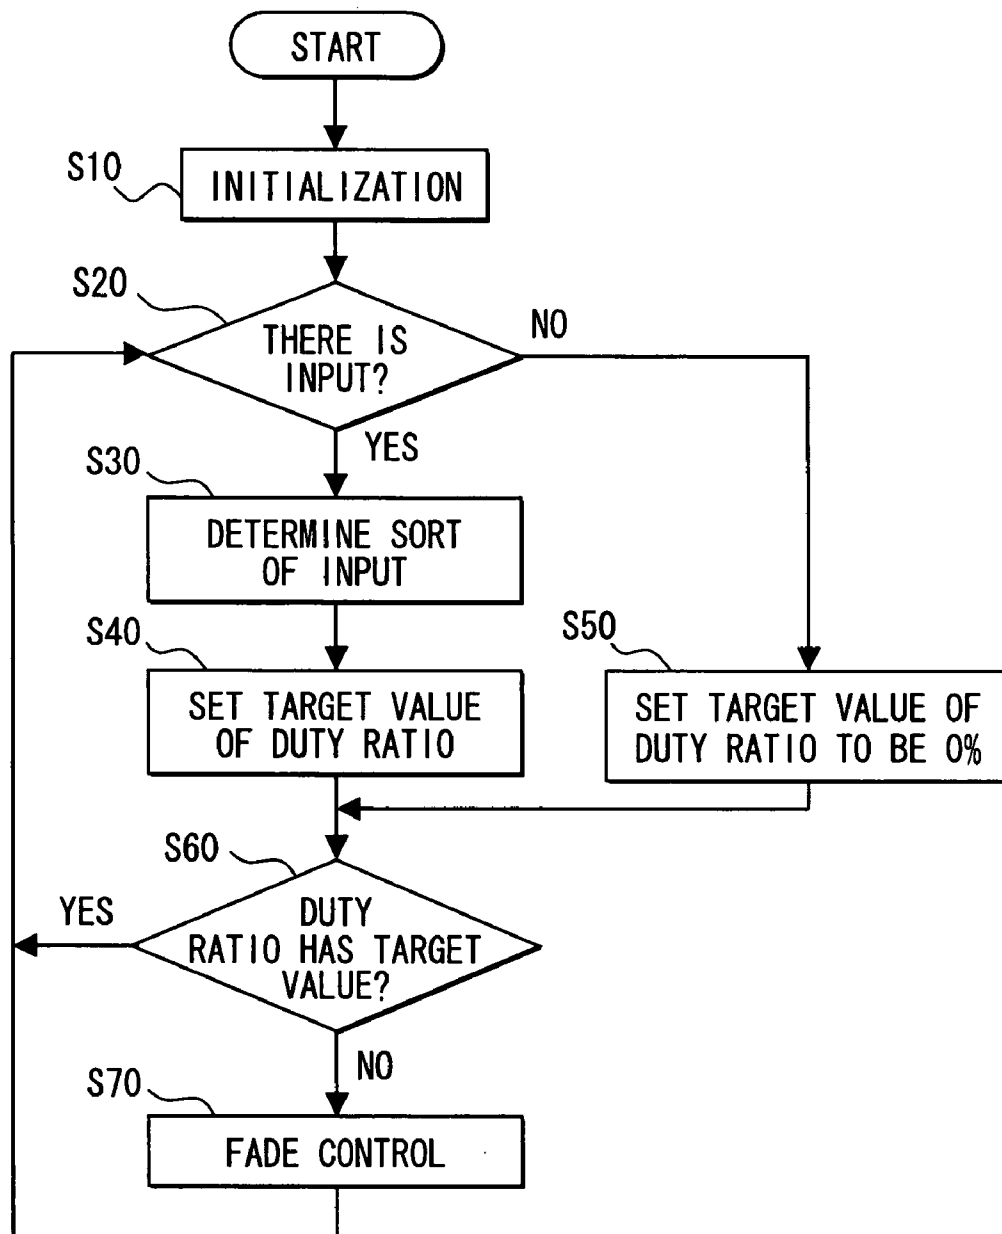 START
S10
INITIALIZATION
S20
THERE IS
INPUT?
NO
YES
S30
DETERMINE SORT
OF INPUT
S40
SET TARGET VALUE
OF DUTY RATIO
S50
SET TARGET VALUE OF
DUTY RATIO TO BE 0%
S60
DUTY
RATIO HAS TARGET
VALUE?
YES
NO
S70
FADE CONTROL